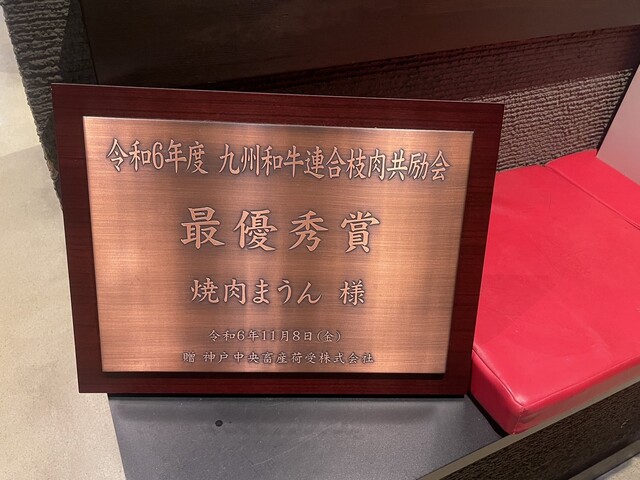 令和6年度 九州和牛連合枝肉共励会
最優秀賞
焼肉まうん 様
令和6年11月8日(金)
贈 神戸中央畜産荷受株式会社